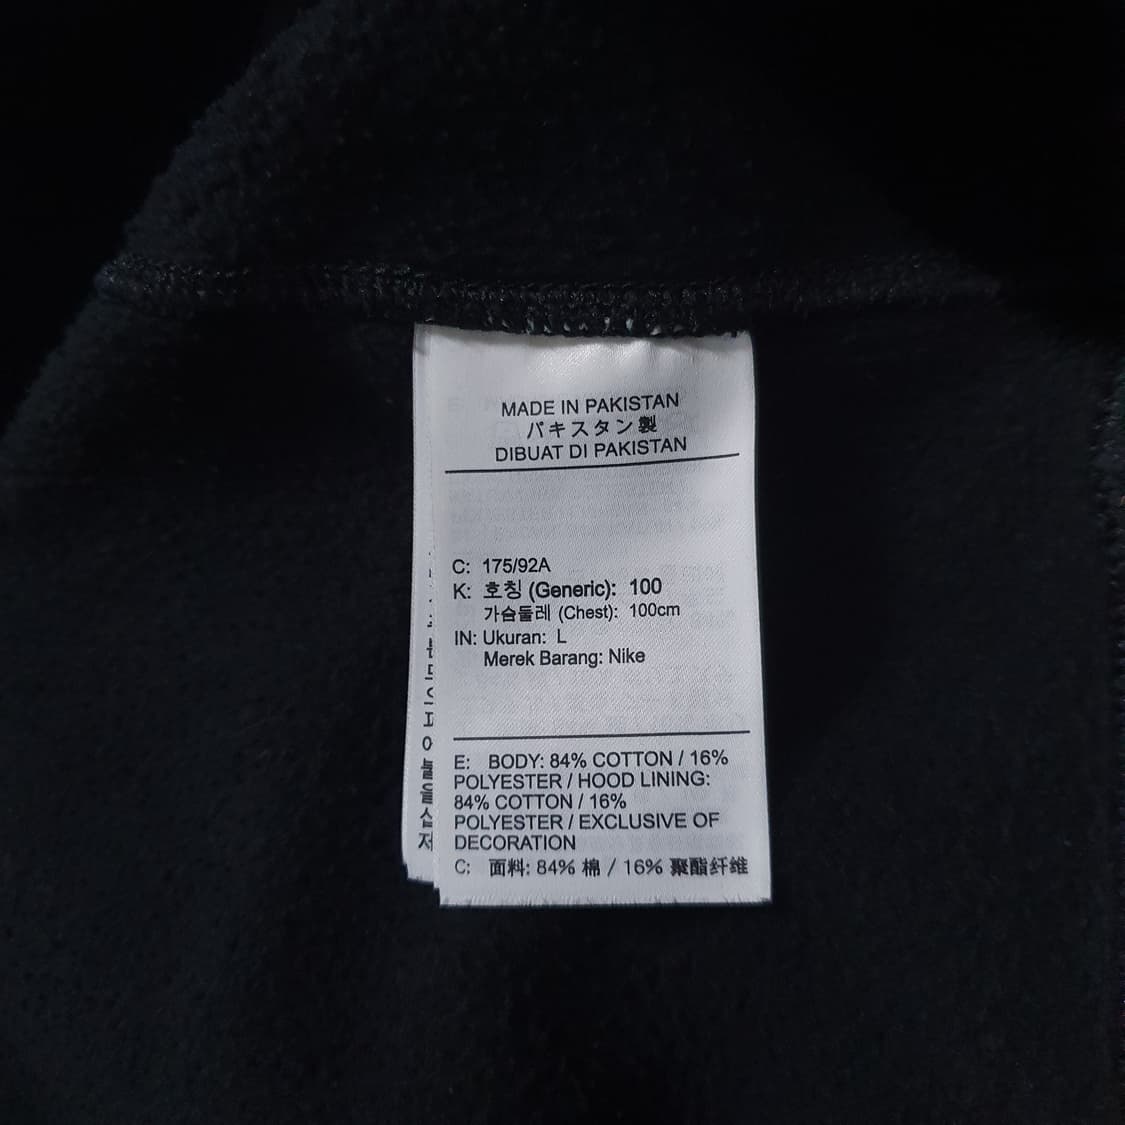 MADE IN PAKISTAN
パキスタン製
DIBUAT DI PAKISTAN
C: 175/92A
K: 호칭 (Generic): 100
가슴둘레 (Chest): 100cm
IN: Ukuran: L
Merek Barang: Nike
E: BODY: 84% COTTON / 16%
POLYESTER / HOOD LINING:
84% COTTON / 16%
POLYESTER / EXCLUSIVE OF
DECORATION
C: 面料: 84% 棉 / 16% 聚酯纤维